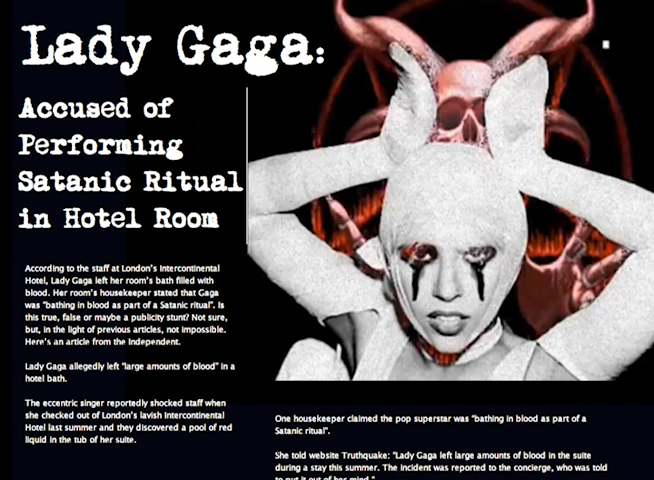 Lady Gaga:
Accused of
Performing
Satanic Ritual
in Hotel Room
According to the staff at London's Intercontinental
Hotel, Lady Gaga left her room's bath filled with
blood. Her room's housekeeper stated that Gaga
was "bathing in blood as part of a Satanic ritual". Is
this true, false or maybe a publicity stunt? Not sure,
but, in the light of previous articles, not impossible.
Here's an article from the Independent.
Lady Gaga allegedly left "large amounts of blood" in a
hotel bath.
The eccentric singer reportedly shocked staff when
she checked out of London's lavish Intercontinental
Hotel last summer and they discovered a pool of red
liquid in the tub of her suite.
One housekeeper claimed the pop superstar was "bathing in blood as part of a
Satanic ritual".
She told website Truthquake: "Lady Gaga left large amounts of blood in the suite
during a stay this summer. The incident was reported to the concierge, who was told
to put it out of her mind."